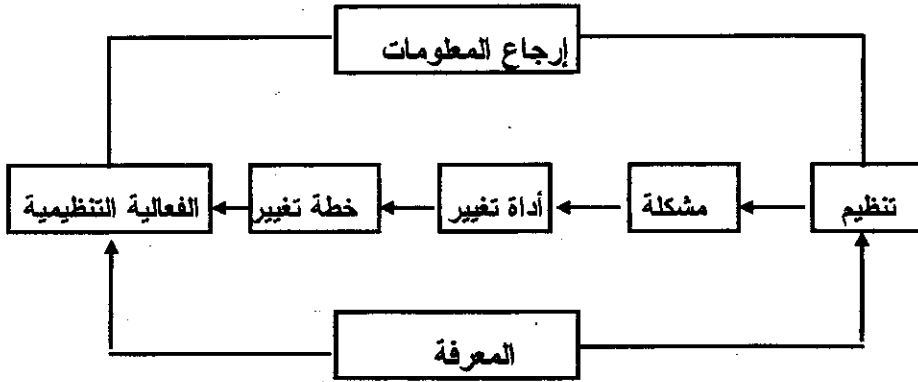 إرجاع المعلومات
تنظيم
مشكلة
أداة تغيير
خطة تغيير
الفعالية التنظيمية
المعرفة